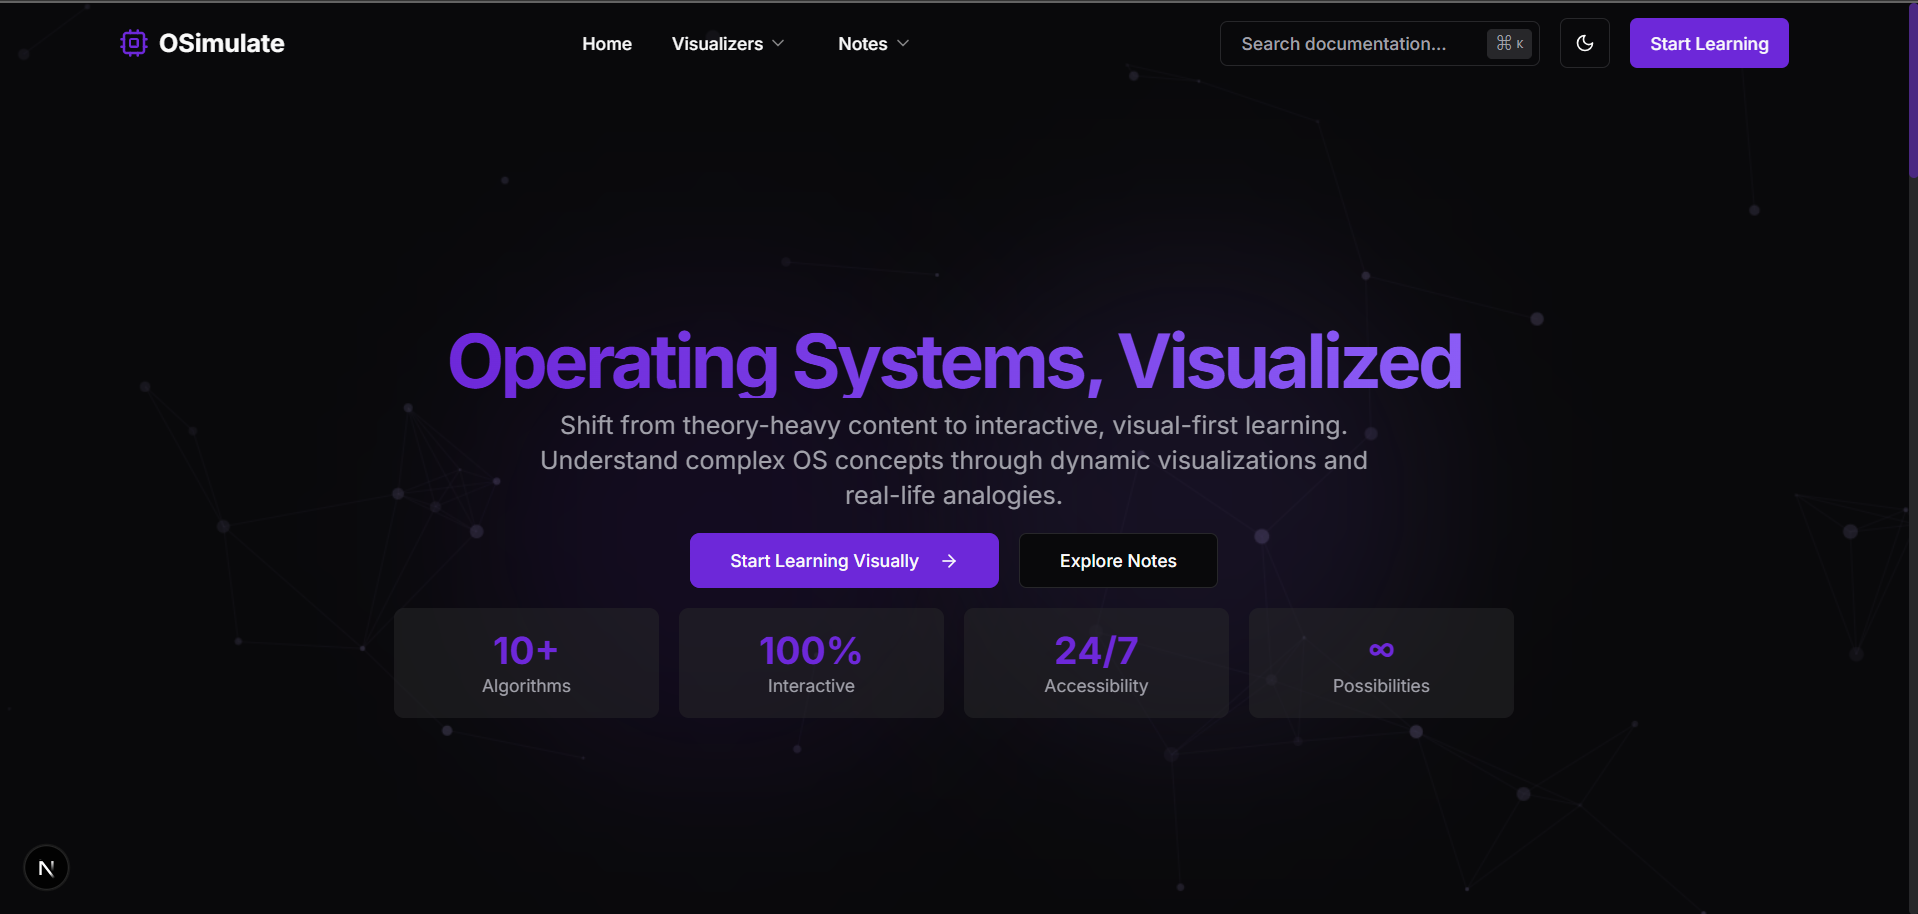 OSimulate
Home
Visualizers
Notes
Search documentation...
⌘ K
Start Learning
Operating Systems, Visualized
Shift from theory-heavy content to interactive, visual-first learning.
Understand complex OS concepts through dynamic visualizations and
real-life analogies.
Start Learning Visually →
Explore Notes
10+
Algorithms
100%
Interactive
24/7
Accessibility
∞
Possibilities
N